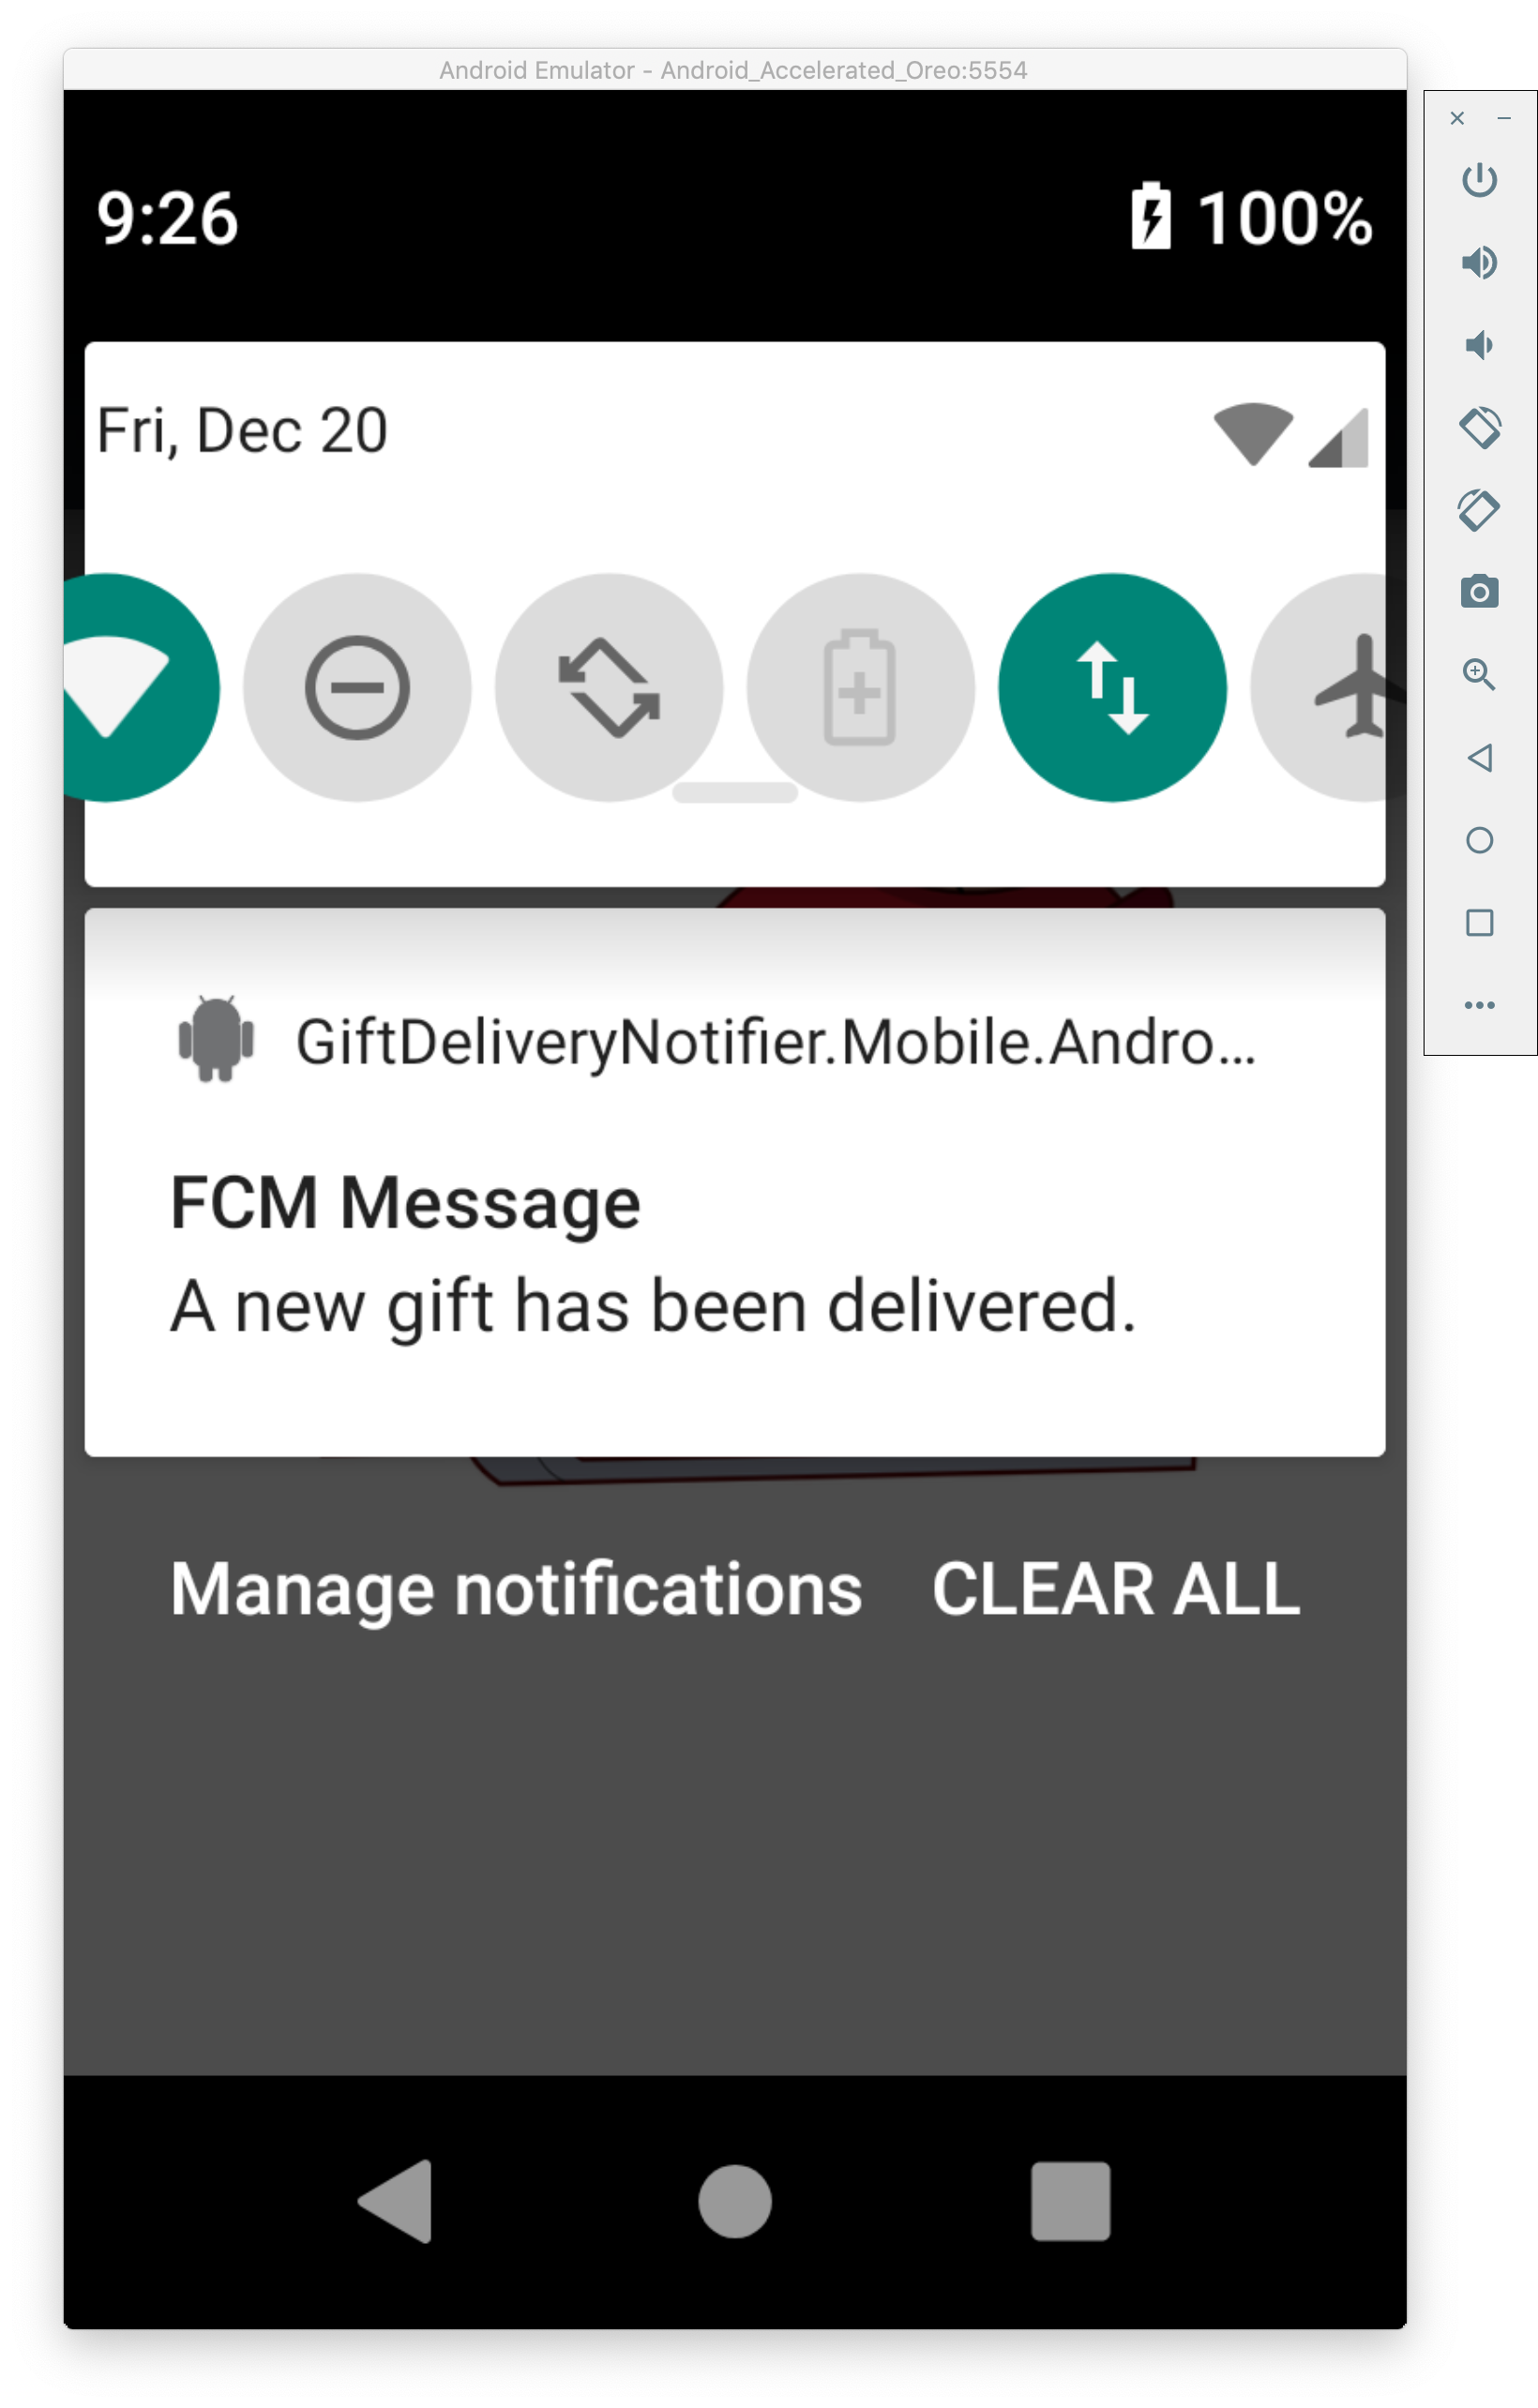 Android Emulator - Android_Accelerated_Oreo:5554
9:26 100%
Fri, Dec 20
GiftDeliveryNotifier.Mobile.Andro...
FCM Message
A new gift has been delivered.
Manage notifications CLEAR ALL